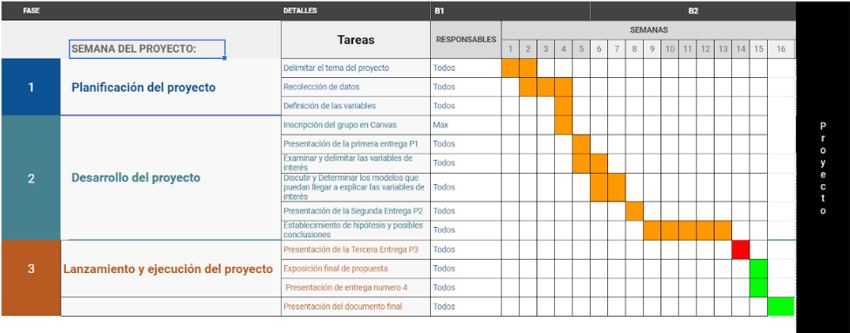 FASE DETALLES B1 B2
SEMANA DEL PROYECTO: Tareas RESPONSABLES SEMANAS
1 2 3 4 5 6 7 8 9 10 11 12 13 14 15 16
1 Planificación del proyecto
Delimitar el tema del proyecto Todos
Recolección de datos Todos
Definición de las variables Todos
2 Desarrollo del proyecto
Inscripción del grupo en Canvas Max
Presentación de la primera entrega P1 Todos
Examinar y delimitar las variables de
interés Todos
Discutir y Determinar los modelos que
puedan llegar a explicar las variables de
interés Todos
Presentación de la Segunda Entrega P2 Todos
Establecimiento de hipótesis y posibles
conclusiones Todos
3 Lanzamiento y ejecución del proyecto
Presentación de la Tercera Entrega P3 Todos
Exposición final de propuesta Todos
Presentación de entrega numero 4 Todos
Presentación del documento final Todos
Proyecto